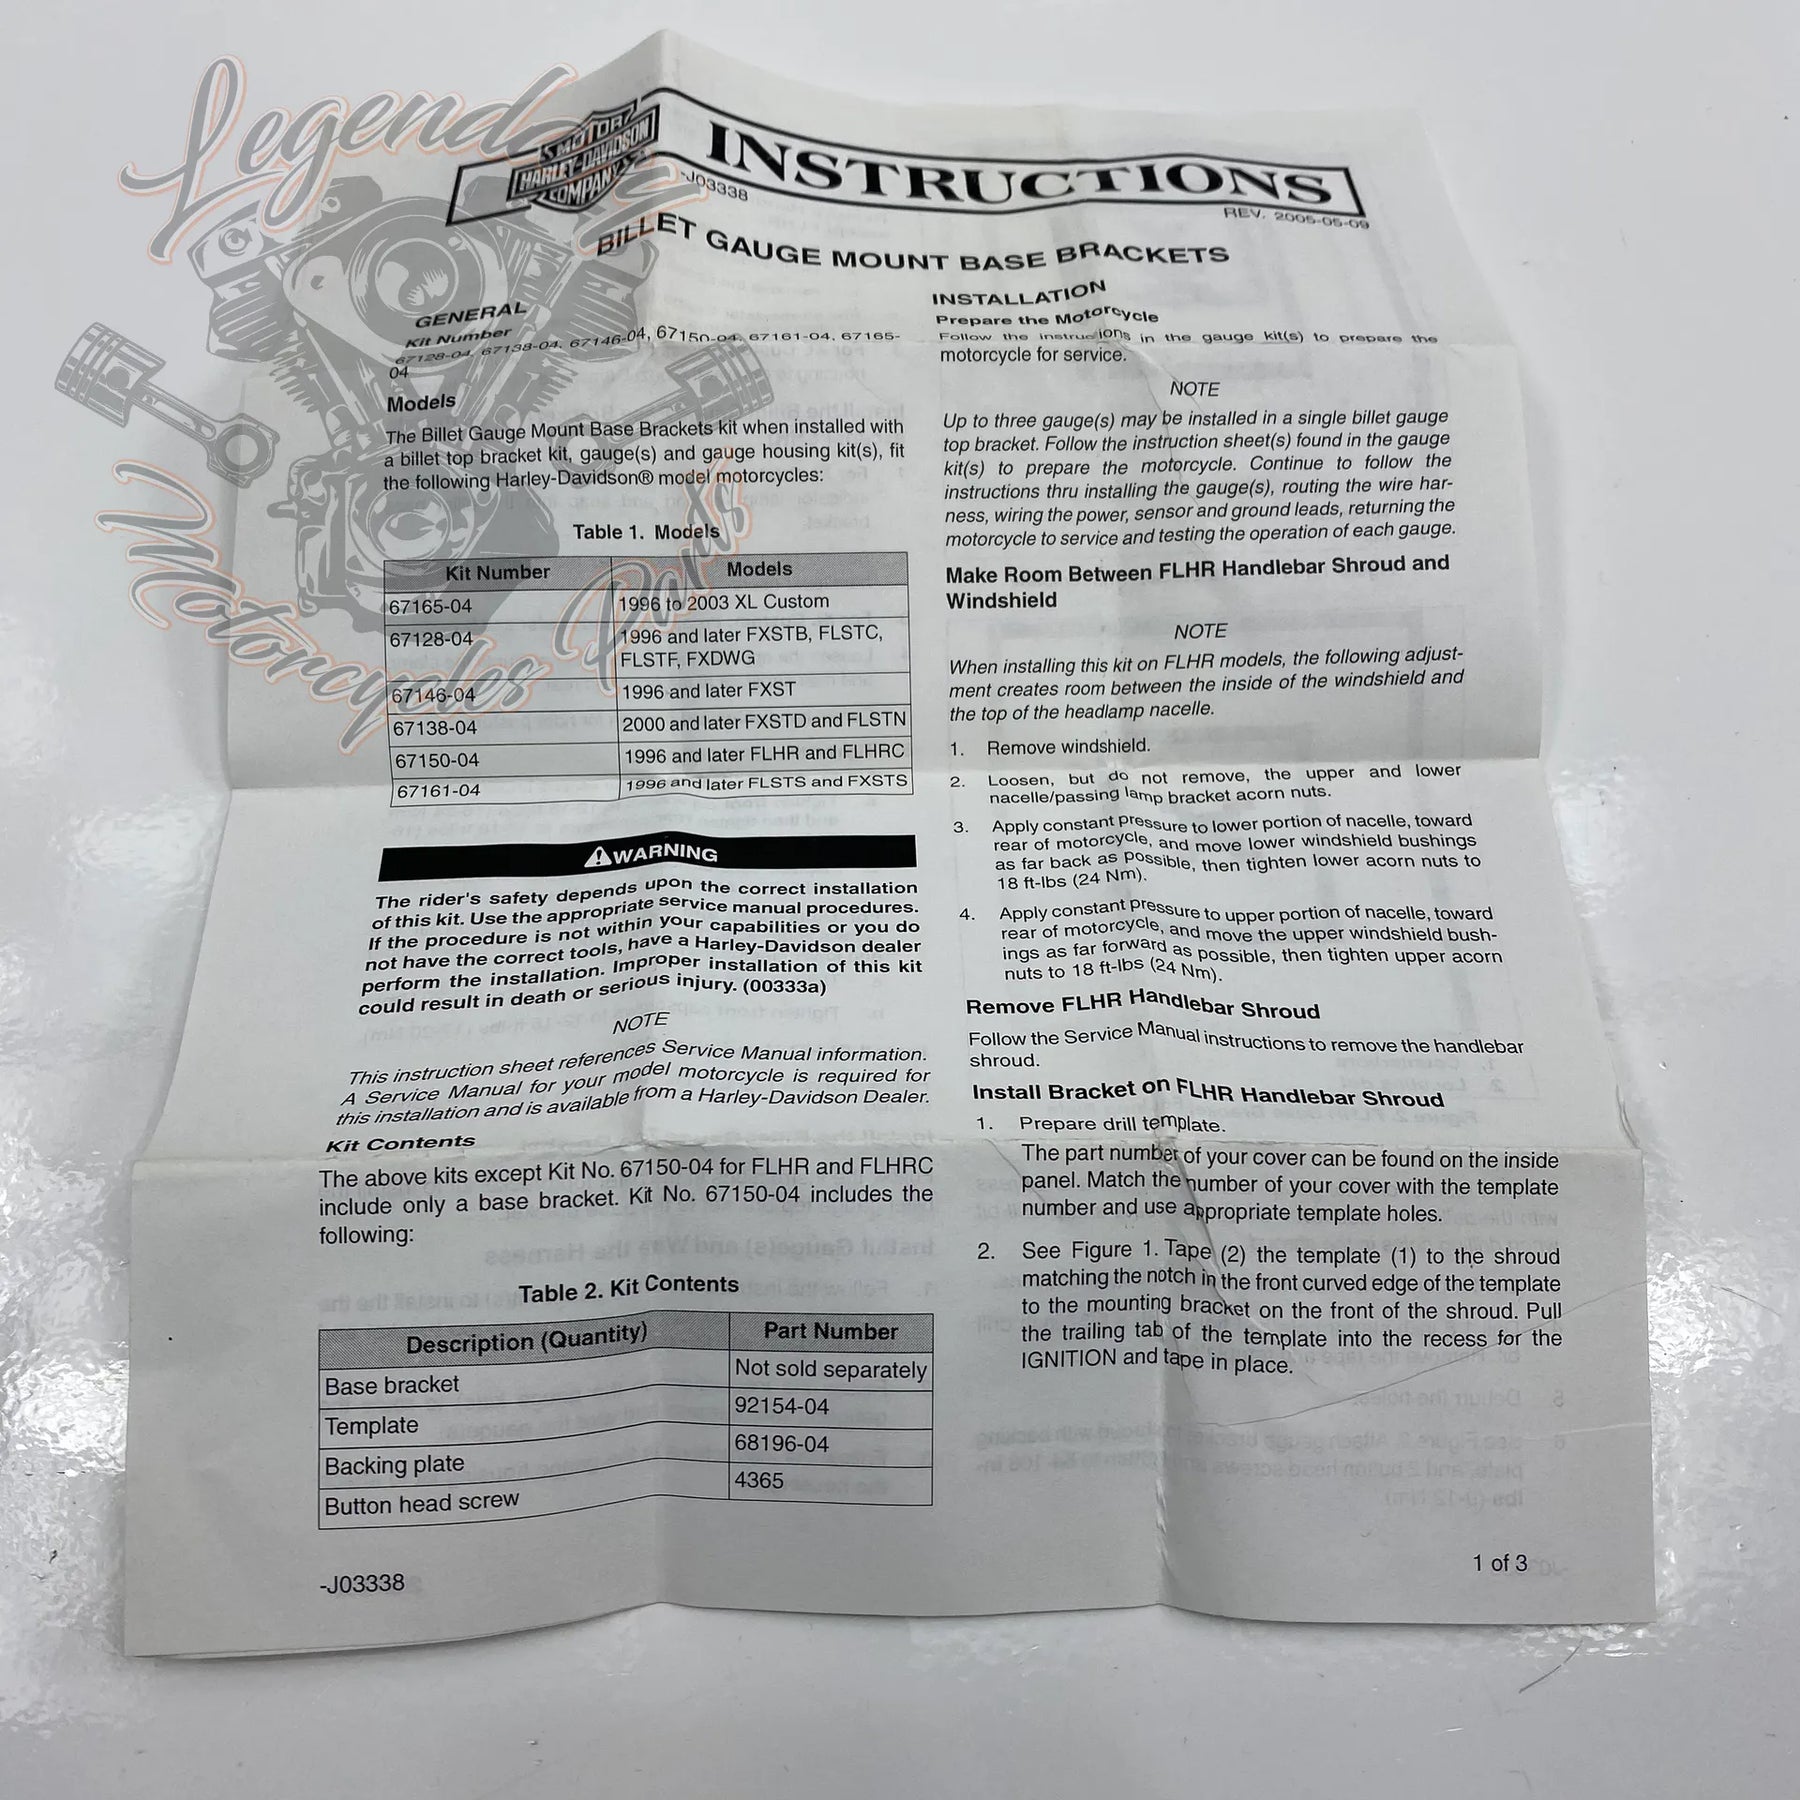 Legendary
Motorcycles Parts
MOTOR
HARLEY-DAVIDSON
COMPANY
INSTRUCTIONS
-J03338
REV. 2005-05-09
BILLET GAUGE MOUNT BASE BRACKETS
GENERAL
Kit Number
67128-04, 67138-04, 67146-04, 67150-04, 67161-04, 67165-
04
Models
The Billet Gauge Mount Base Brackets kit when installed with
a billet top bracket kit, gauge(s) and gauge housing kit(s), fit
the following Harley-Davidson® model motorcycles:
Table 1. Models
Kit Number Models
67165-04 1996 to 2003 XL Custom
67128-04 1996 and later FXSTB, FLSTC,
FLSTF, FXDWG
67146-04 1996 and later FXST
67138-04 2000 and later FXSTD and FLSTN
67150-04 1996 and later FLHR and FLHRC
67161-04 1996 and later FLSTS and FXSTS
⚠WARNING
The rider's safety depends upon the correct installation
of this kit. Use the appropriate service manual procedures.
If the procedure is not within your capabilities or you do
not have the correct tools, have a Harley-Davidson dealer
perform the installation. Improper installation of this kit
could result in death or serious injury. (00333a)
NOTE
This instruction sheet references Service Manual information.
A Service Manual for your model motorcycle is required for
this installation and is available from a Harley-Davidson Dealer.
Kit Contents
The above kits except Kit No. 67150-04 for FLHR and FLHRC
include only a base bracket. Kit No. 67150-04 includes the
following:
Table 2. Kit Contents
Description (Quantity) Part Number
Base bracket Not sold separately
Template 92154-04
Backing plate 68196-04
Button head screw 4365
-J03338
INSTALLATION
Prepare the Motorcycle
Follow the instructions in the gauge kit(s) to prepare the
motorcycle for service.
NOTE
Up to three gauge(s) may be installed in a single billet gauge
top bracket. Follow the instruction sheet(s) found in the gauge
kit(s) to prepare the motorcycle. Continue to follow the
instructions thru installing the gauge(s), routing the wire har-
ness, wiring the power, sensor and ground leads, returning the
motorcycle to service and testing the operation of each gauge.
Make Room Between FLHR Handlebar Shroud and
Windshield
NOTE
When installing this kit on FLHR models, the following adjust-
ment creates room between the inside of the windshield and
the top of the headlamp nacelle.
1. Remove windshield.
2. Loosen, but do not remove, the upper and lower
nacelle/passing lamp bracket acorn nuts.
3. Apply constant pressure to lower portion of nacelle, toward
rear of motorcycle, and move lower windshield bushings
as far back as possible, then tighten lower acorn nuts to
18 ft-lbs (24 Nm).
4. Apply constant pressure to upper portion of nacelle, toward
rear of motorcycle, and move the upper windshield bush-
ings as far forward as possible, then tighten upper acorn
nuts to 18 ft-lbs (24 Nm).
Remove FLHR Handlebar Shroud
Follow the Service Manual instructions to remove the handlebar
shroud.
Install Bracket on FLHR Handlebar Shroud
1. Prepare drill template.
The part number of your cover can be found on the inside
panel. Match the number of your cover with the template
number and use appropriate template holes.
2. See Figure 1. Tape (2) the template (1) to the shroud
matching the notch in the front curved edge of the template
to the mounting bracket on the front of the shroud. Pull
the trailing tab of the template into the recess for the
IGNITION and tape in place.
1 of 3